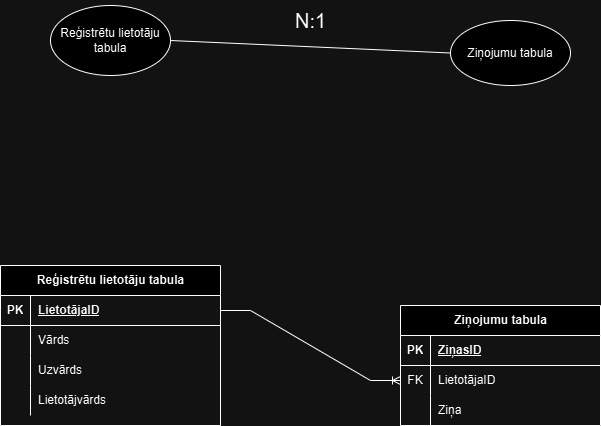 N:1
Reģistrētu lietotāju
tabula
Ziņojumu tabula
Reģistrētu lietotāju tabula
PK LietotājaID
Vārds
Uzvārds
Lietotājvārds
Ziņojumu tabula
PK ZiņasID
FK LietotājaID
Ziņa